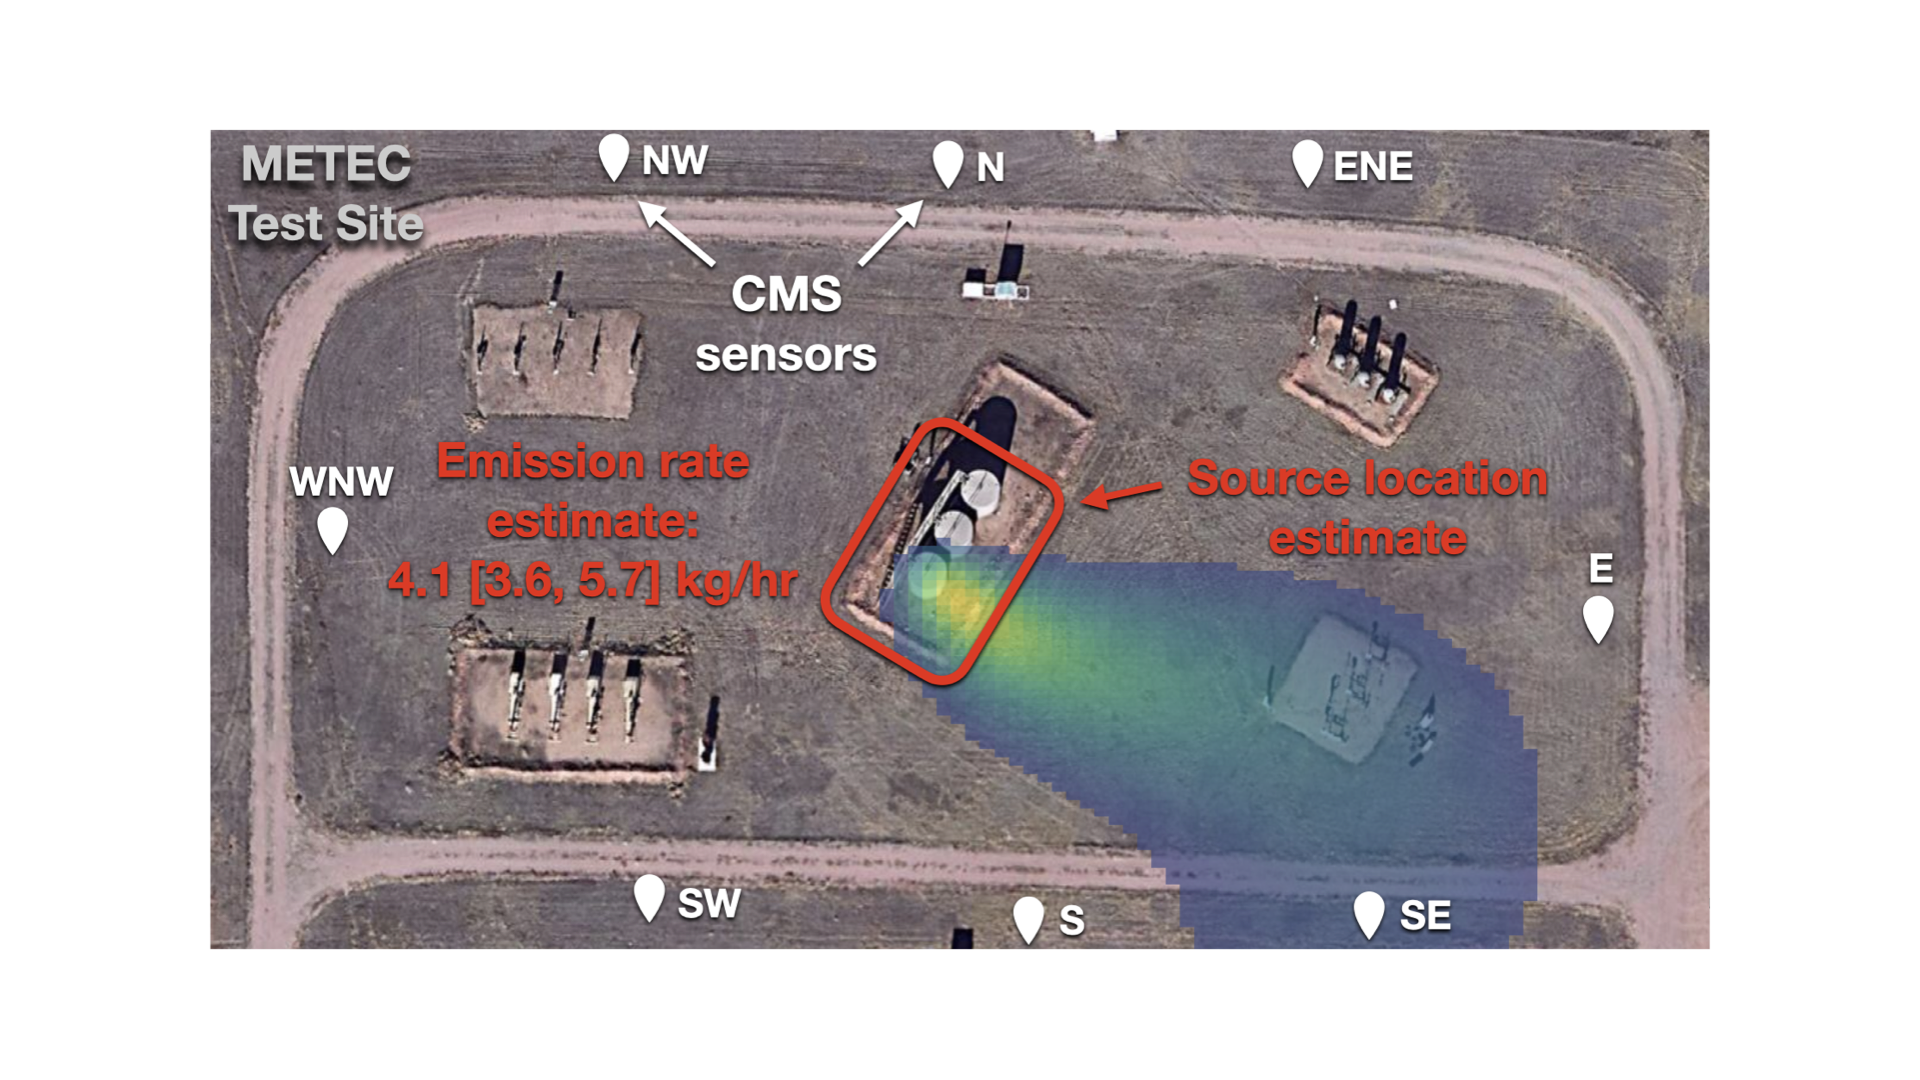 METEC
Test Site
NW
N
ENE
CMS
sensors
WNW
Emission rate
estimate:
4.1 [3.6, 5.7] kg/hr
Source location
estimate
E
SW
S
SE